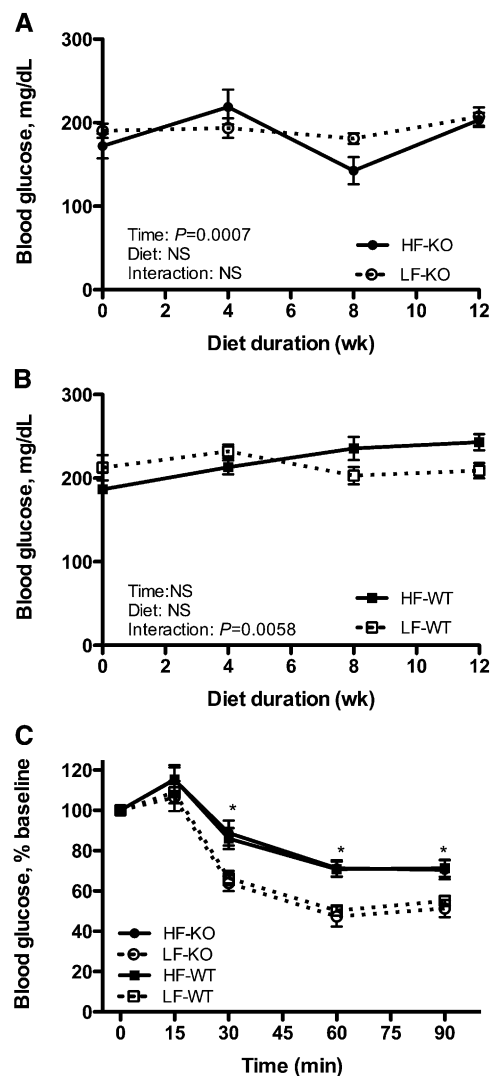 A
Blood glucose, mg/dL
300
200
100
0
Time: P=0.0007
Diet: NS
Interaction: NS
HF-KO
LF-KO
0 2 4 6 8 10 12
Diet duration (wk)
B
Blood glucose, mg/dL
300
200
100
0
Time:NS
Diet: NS
Interaction: P=0.0058
HF-WT
LF-WT
0 2 4 6 8 10 12
Diet duration (wk)
C
Blood glucose, % baseline
120
100
80
60
40
20
0
* * *
HF-KO
LF-KO
HF-WT
LF-WT
0 15 30 45 60 75 90
Time (min)